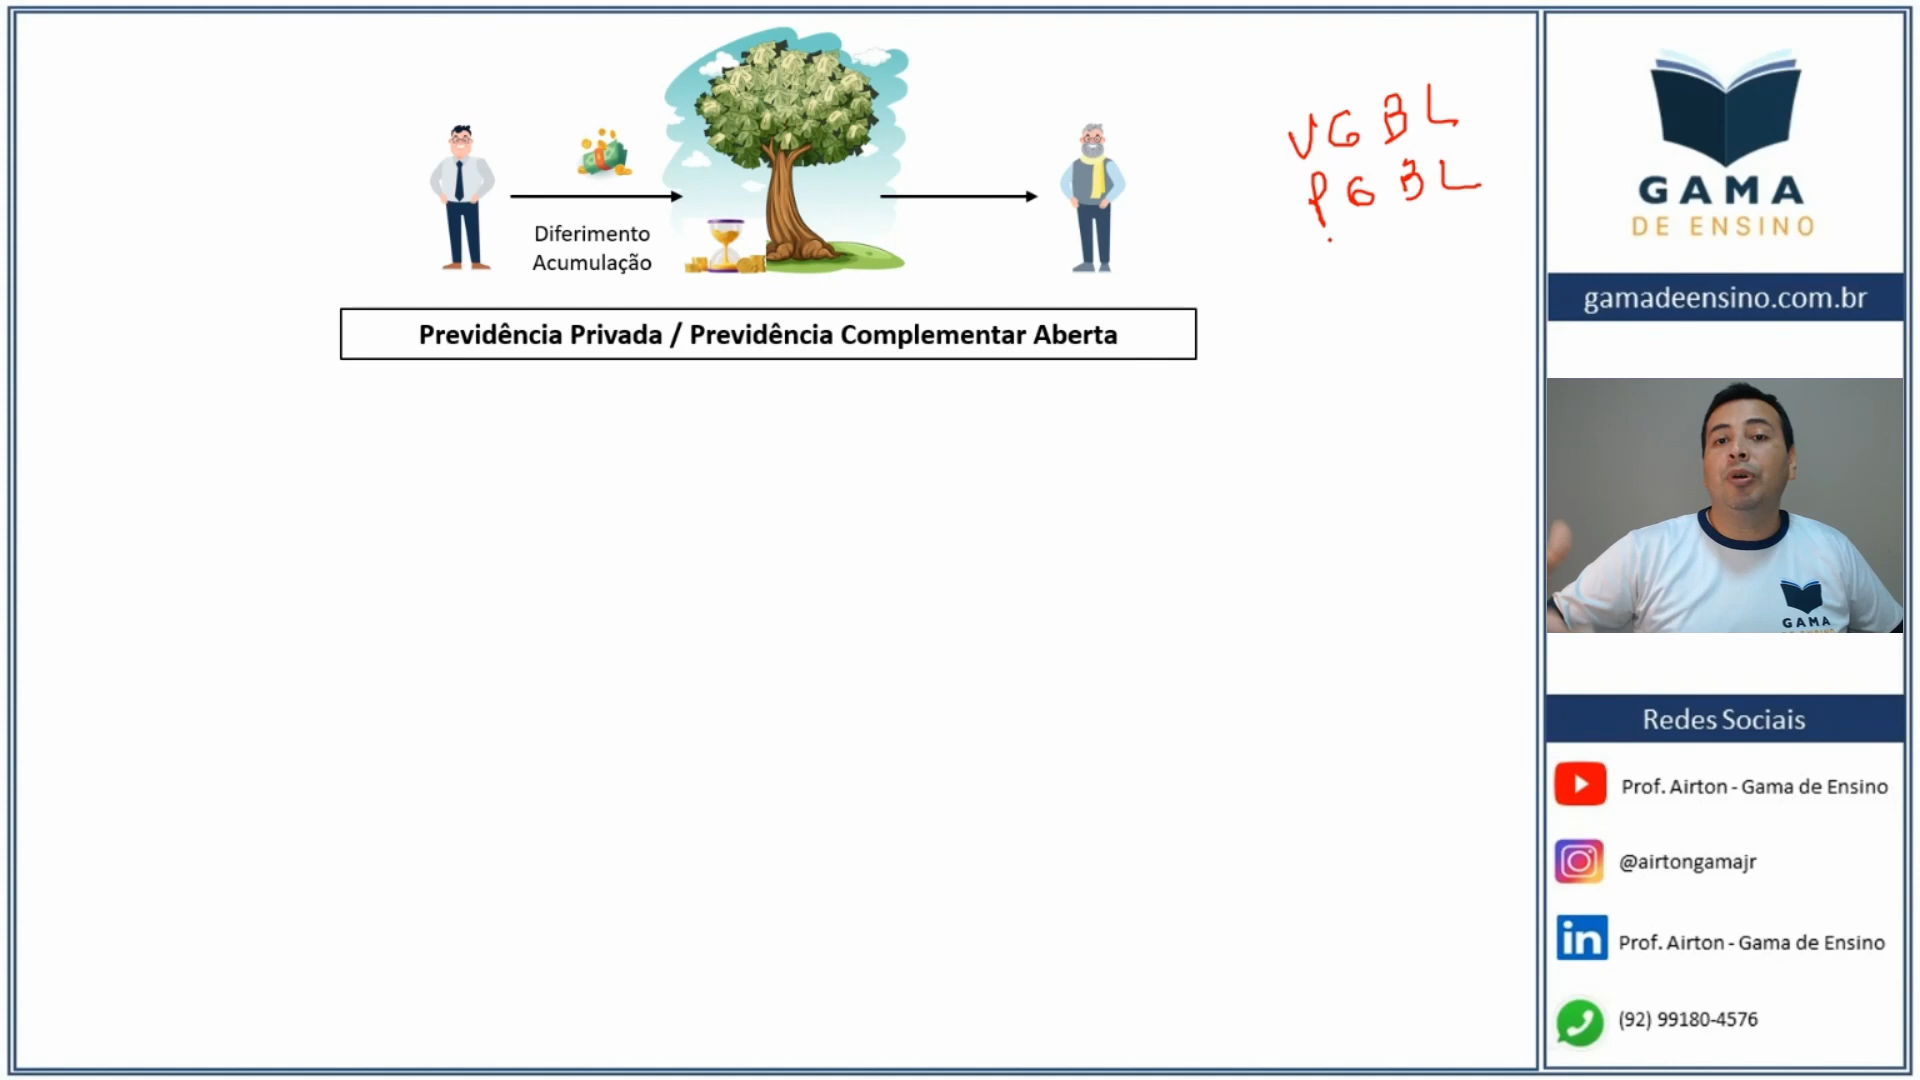 VGBL
PGBL
Diferimento
Acumulação
Previdência Privada / Previdência Complementar Aberta
GAMA
DE ENSINO
gamadeensino.com.br
GAMA
Redes Sociais
Prof. Airton - Gama de Ensino
@airtongamajr
in
Prof. Airton - Gama de Ensino
(92) 99180-4576